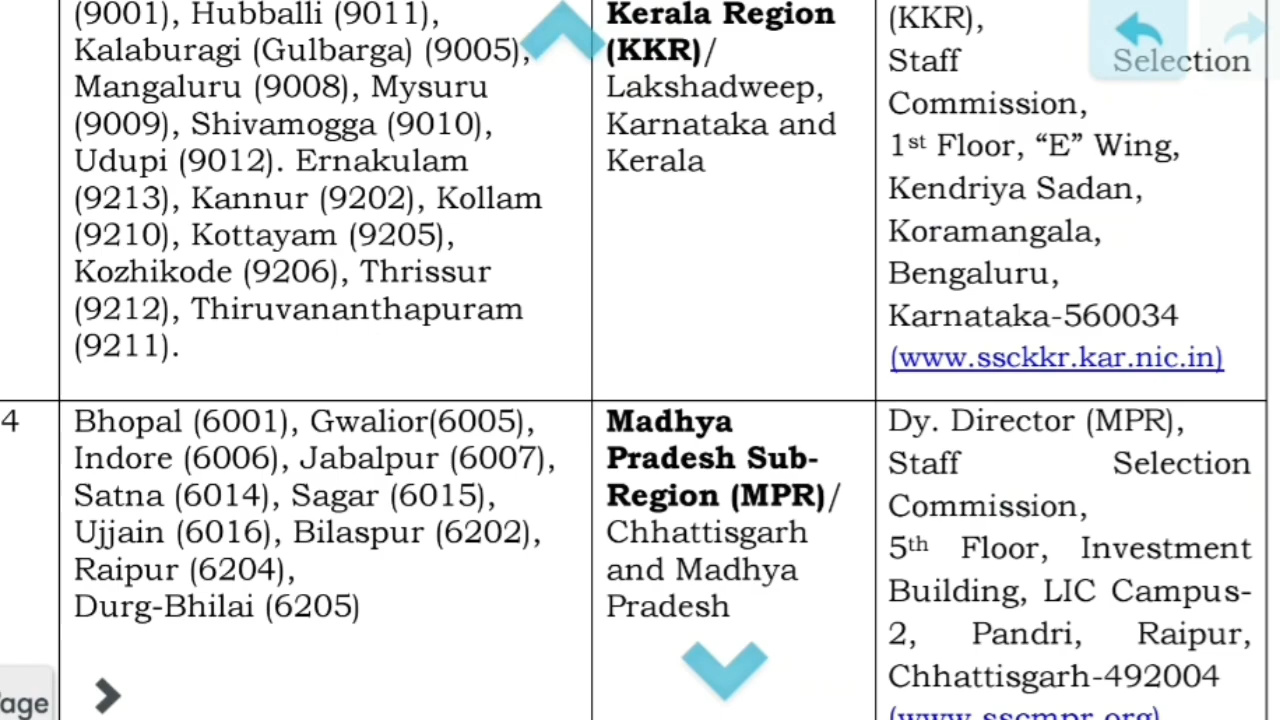 (9001), Hubballi (9011),
Kalaburagi (Gulbarga) (9005),
Mangaluru (9008), Mysuru
(9009), Shivamogga (9010),
Udupi (9012). Ernakulam
(9213), Kannur (9202), Kollam
(9210), Kottayam (9205),
Kozhikode (9206), Thrissur
(9212), Thiruvananthapuram
(9211).
Kerala Region
(KKR)/
Lakshadweep,
Karnataka and
Kerala
(KKR),
Staff Selection
Commission,
1st Floor, “E” Wing,
Kendriya Sadan,
Koramangala,
Bengaluru,
Karnataka-560034
(www.ssckkr.kar.nic.in)
4
Bhopal (6001), Gwalior(6005),
Indore (6006), Jabalpur (6007),
Satna (6014), Sagar (6015),
Ujjain (6016), Bilaspur (6202),
Raipur (6204),
Durg-Bhilai (6205)
Madhya
Pradesh Sub-
Region (MPR)/
Chhattisgarh
and Madhya
Pradesh
Dy. Director (MPR),
Staff Selection
Commission,
5th Floor, Investment
Building, LIC Campus-
2, Pandri, Raipur,
Chhattisgarh-492004
(www.sscmpr.org)
age